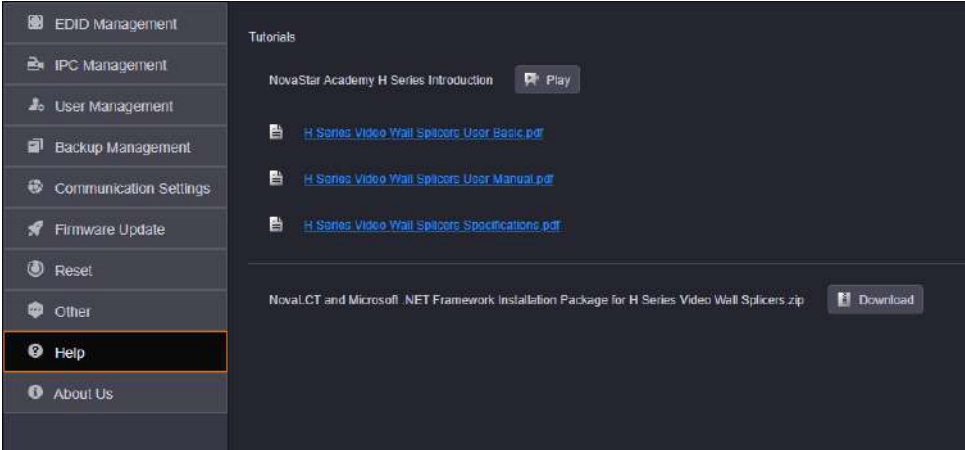 EDID Management
IPC Management
User Management
Backup Management
Communication Settings
Firmware Update
Reset
Other
Help
About Us
Tutorials
NovaStar Academy H Series Introduction Play
H Series Video Wall Splicers User Basic.pdf
H Series Video Wall Splicers User Manual.pdf
H Series Video Wall Splicers Specifications.pdf
NovaLCT and Microsoft .NET Framework Installation Package for H Series Video Wall Splicers.zip Download